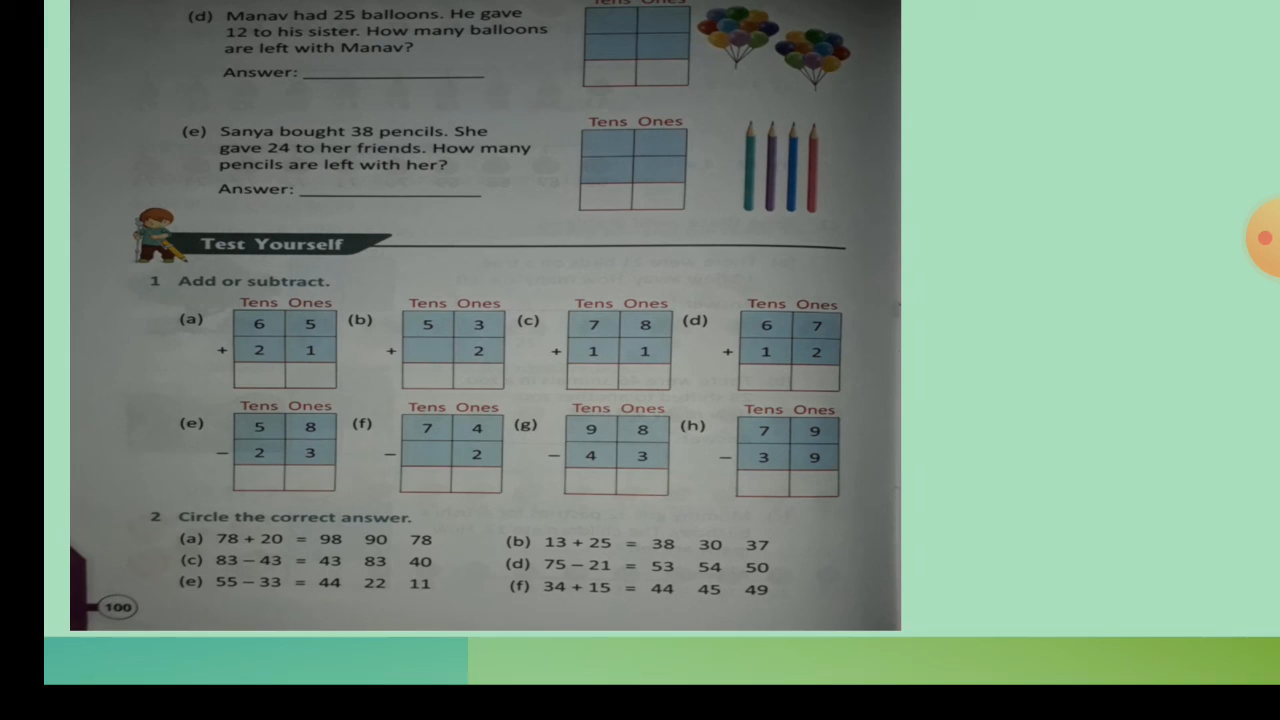 Tens Ones
(d) Manav had 25 balloons. He gave
12 to his sister. How many balloons
are left with Manav?
Answer: ____________________
Tens Ones
(e) Sanya bought 38 pencils. She
gave 24 to her friends. How many
pencils are left with her?
Answer: ____________________
Test Yourself
1 Add or subtract.
Tens Ones Tens Ones Tens Ones Tens Ones
(a) 6 5 (b) 5 3 (c) 7 8 (d) 6 7
+ 2 1 + 2 + 1 1 + 1 2
Tens Ones Tens Ones Tens Ones Tens Ones
(e) 5 8 (f) 7 4 (g) 9 8 (h) 7 9
− 2 3 − 2 − 4 3 − 3 9
2 Circle the correct answer.
(a) 78 + 20 = 98 90 78 (b) 13 + 25 = 38 30 37
(c) 83 − 43 = 43 83 40 (d) 75 − 21 = 53 54 50
(e) 55 − 33 = 44 22 11 (f) 34 + 15 = 44 45 49
100